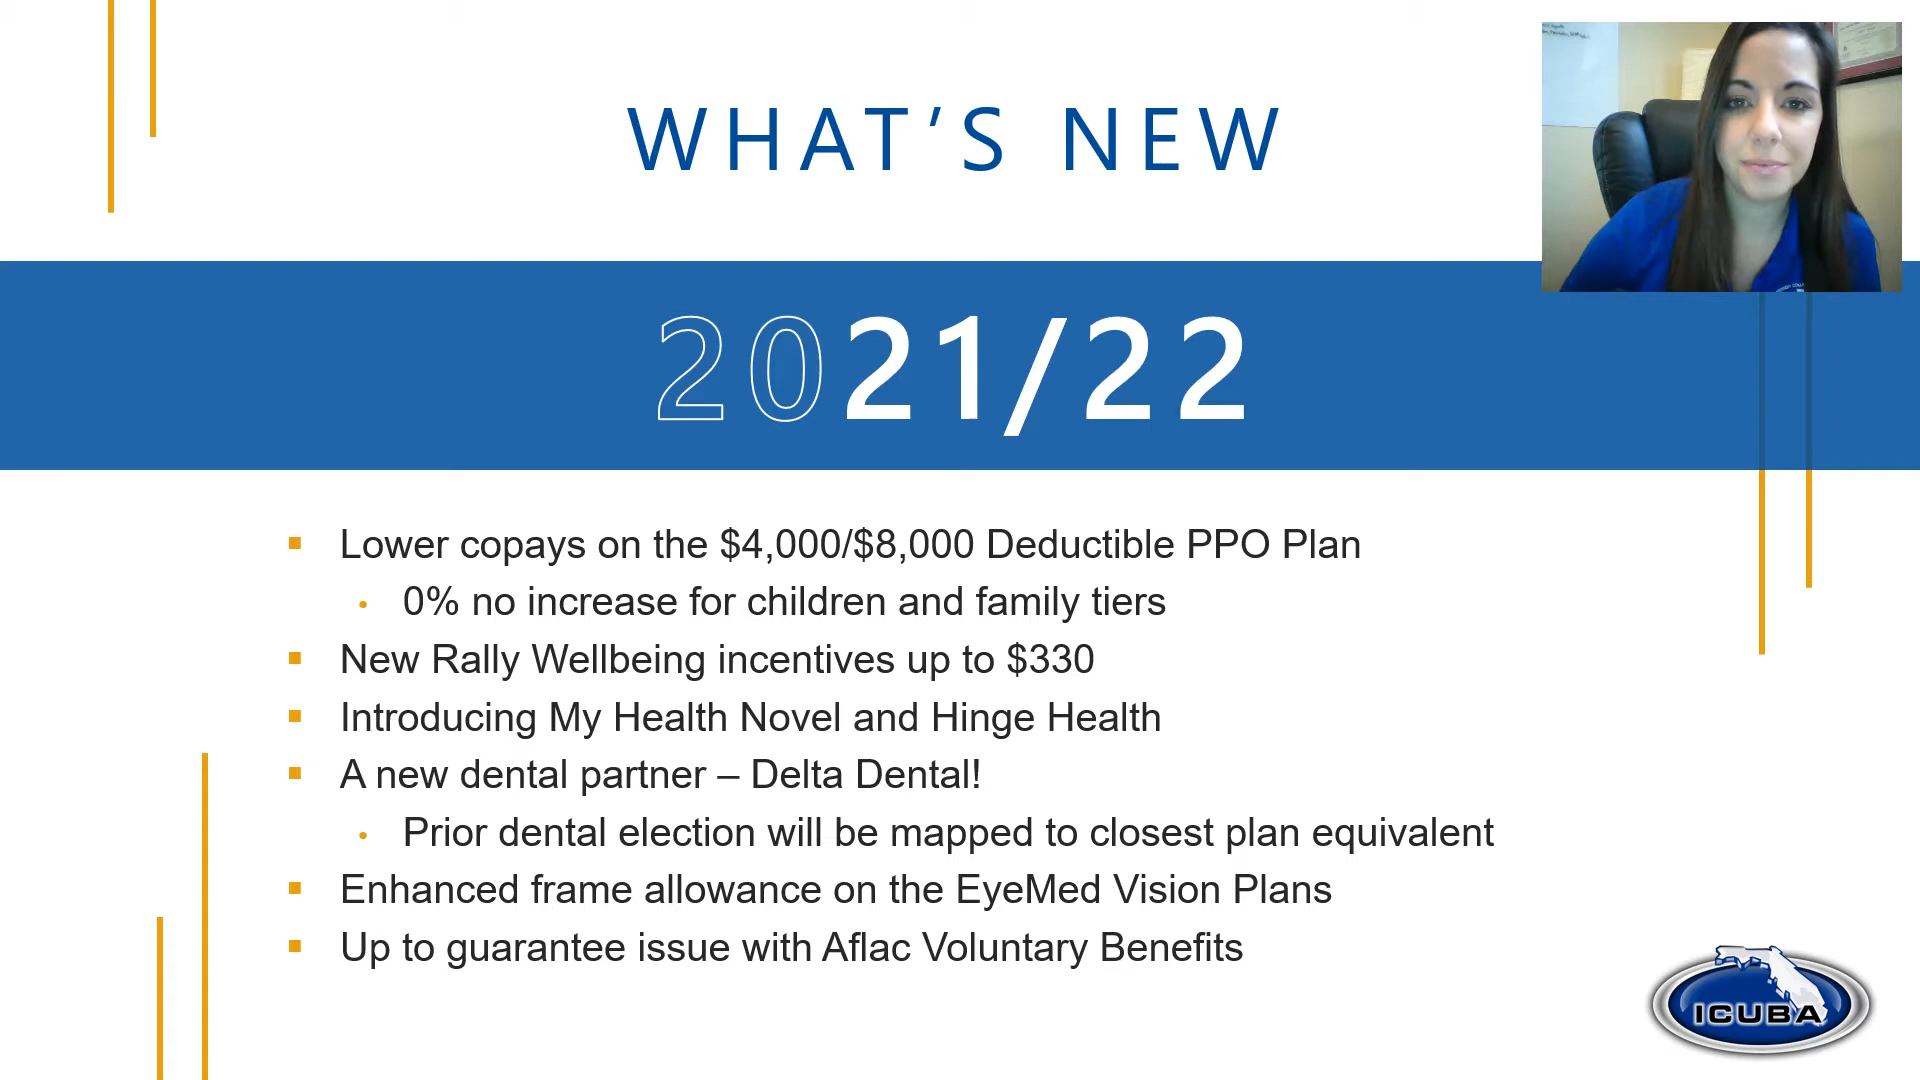 WHAT’S NEW
2021/22
Lower copays on the $4,000/$8,000 Deductible PPO Plan
0% no increase for children and family tiers
New Rally Wellbeing incentives up to $330
Introducing My Health Novel and Hinge Health
A new dental partner – Delta Dental!
Prior dental election will be mapped to closest plan equivalent
Enhanced frame allowance on the EyeMed Vision Plans
Up to guarantee issue with Aflac Voluntary Benefits
ICUBA